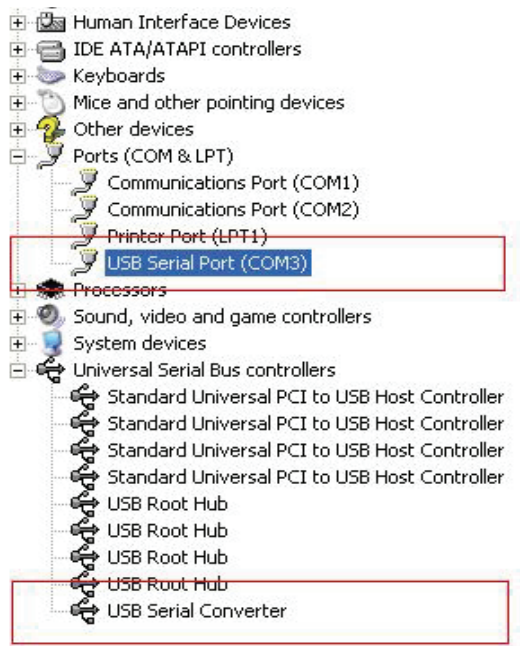 Human Interface Devices
IDE ATA/ATAPI controllers
Keyboards
Mice and other pointing devices
Other devices
Ports (COM & LPT)
Communications Port (COM1)
Communications Port (COM2)
Printer Port (LPT1)
USB Serial Port (COM3)
Processors
Sound, video and game controllers
System devices
Universal Serial Bus controllers
Standard Universal PCI to USB Host Controller
Standard Universal PCI to USB Host Controller
Standard Universal PCI to USB Host Controller
Standard Universal PCI to USB Host Controller
USB Root Hub
USB Root Hub
USB Root Hub
USB Root Hub
USB Serial Converter